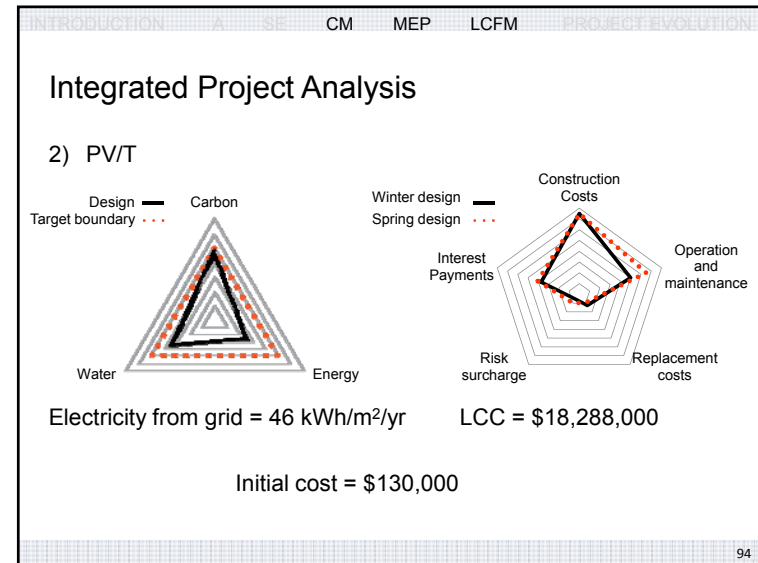 INTRODUCTION A SE CM MEP LCFM PROJECT EVOLUTION
Integrated Project Analysis
2) PV/T
Design
Target boundary
Carbon
Water
Energy
Winter design
Spring design
Construction
Costs
Interest
Payments
Operation
and
maintenance
Risk
surcharge
Replacement
costs
Electricity from grid = 46 kWh/m²/yr
LCC = $18,288,000
Initial cost = $130,000
94